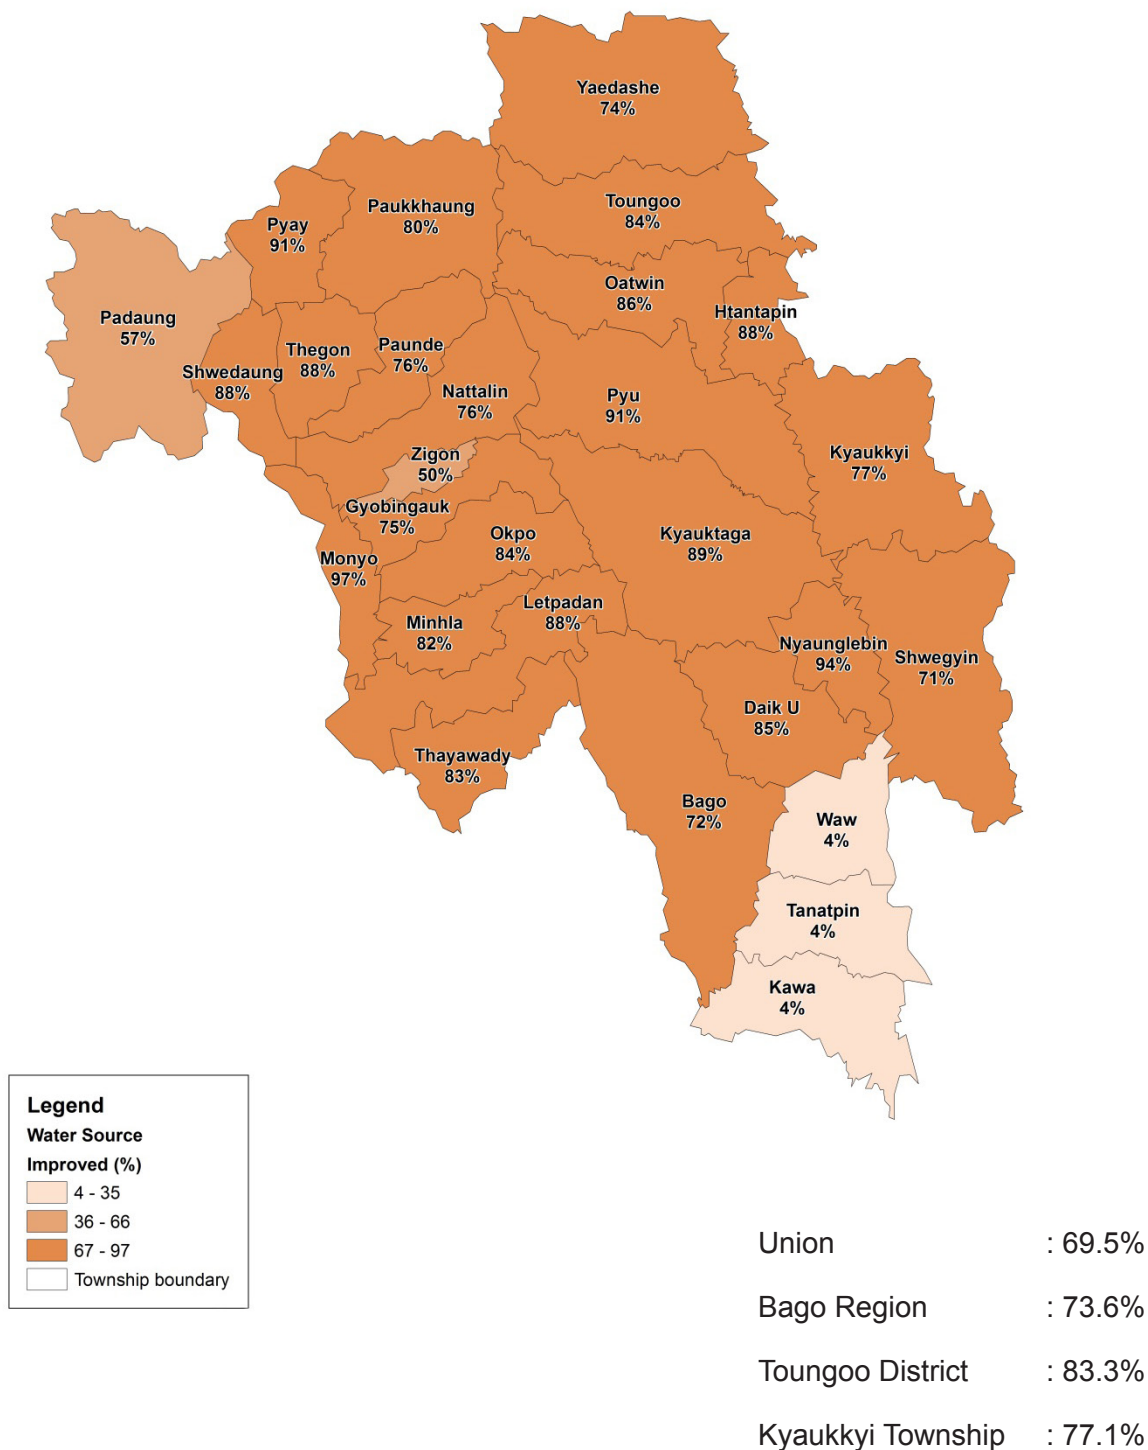 Yaedashe
74%
Toungoo
84%
Paukkhaung
80%
Pyay
91%
Oatwin
86%
Htantapin
88%
Padaung
57%
Shwedaung
88%
Thegon
88%
Paunde
76%
Nattalin
76%
Pyu
91%
Kyaukkyi
77%
Zigon
50%
Gyobingauk
75%
Okpo
84%
Kyauktaga
89%
Monyo
97%
Minhla
82%
Letpadan
88%
Nyaunglebin
94%
Shwegyin
71%
Daik U
85%
Thayawady
83%
Bago
72%
Waw
4%
Tanatpin
4%
Kawa
4%
Legend
Water Source
Improved (%)
4 - 35
36 - 66
67 - 97
Township boundary
Union : 69.5%
Bago Region : 73.6%
Toungoo District : 83.3%
Kyaukkyi Township : 77.1%